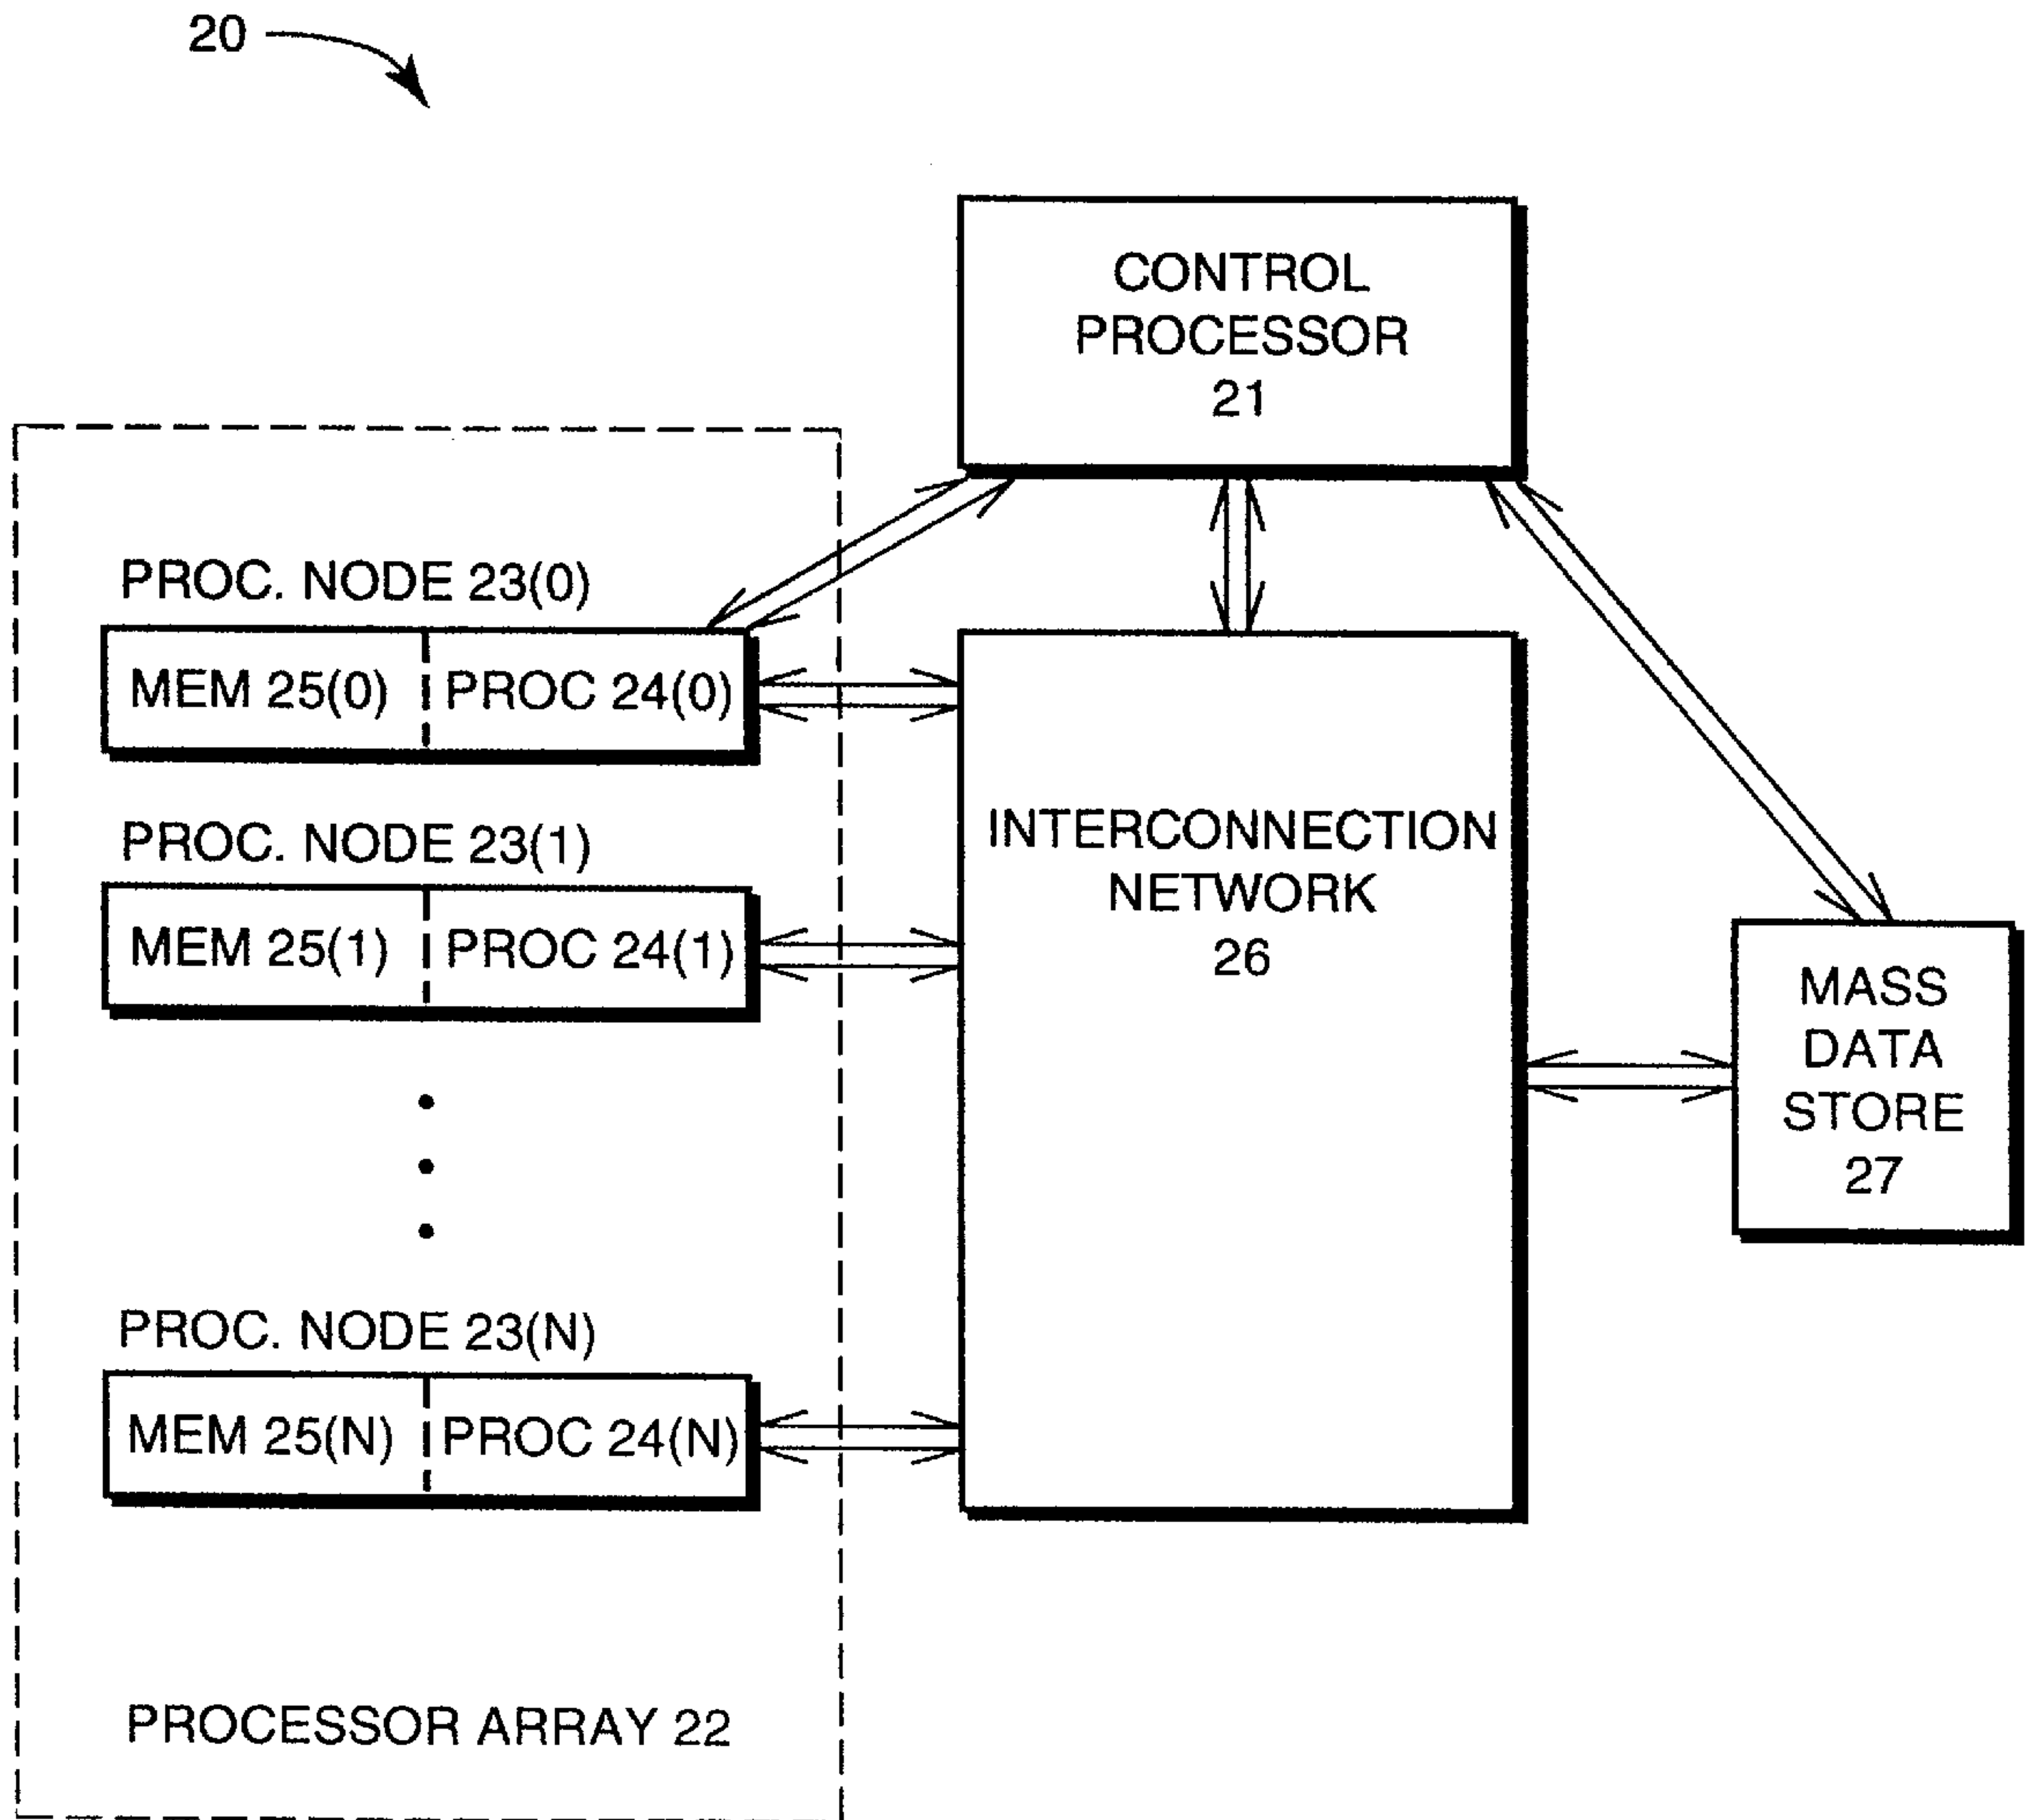 20
CONTROL
PROCESSOR
21
PROC. NODE 23(0)
MEM 25(0) PROC 24(0)
PROC. NODE 23(1)
MEM 25(1) PROC 24(1)
PROC. NODE 23(N)
MEM 25(N) PROC 24(N)
PROCESSOR ARRAY 22
INTERCONNECTION
NETWORK
26
MASS
DATA
STORE
27